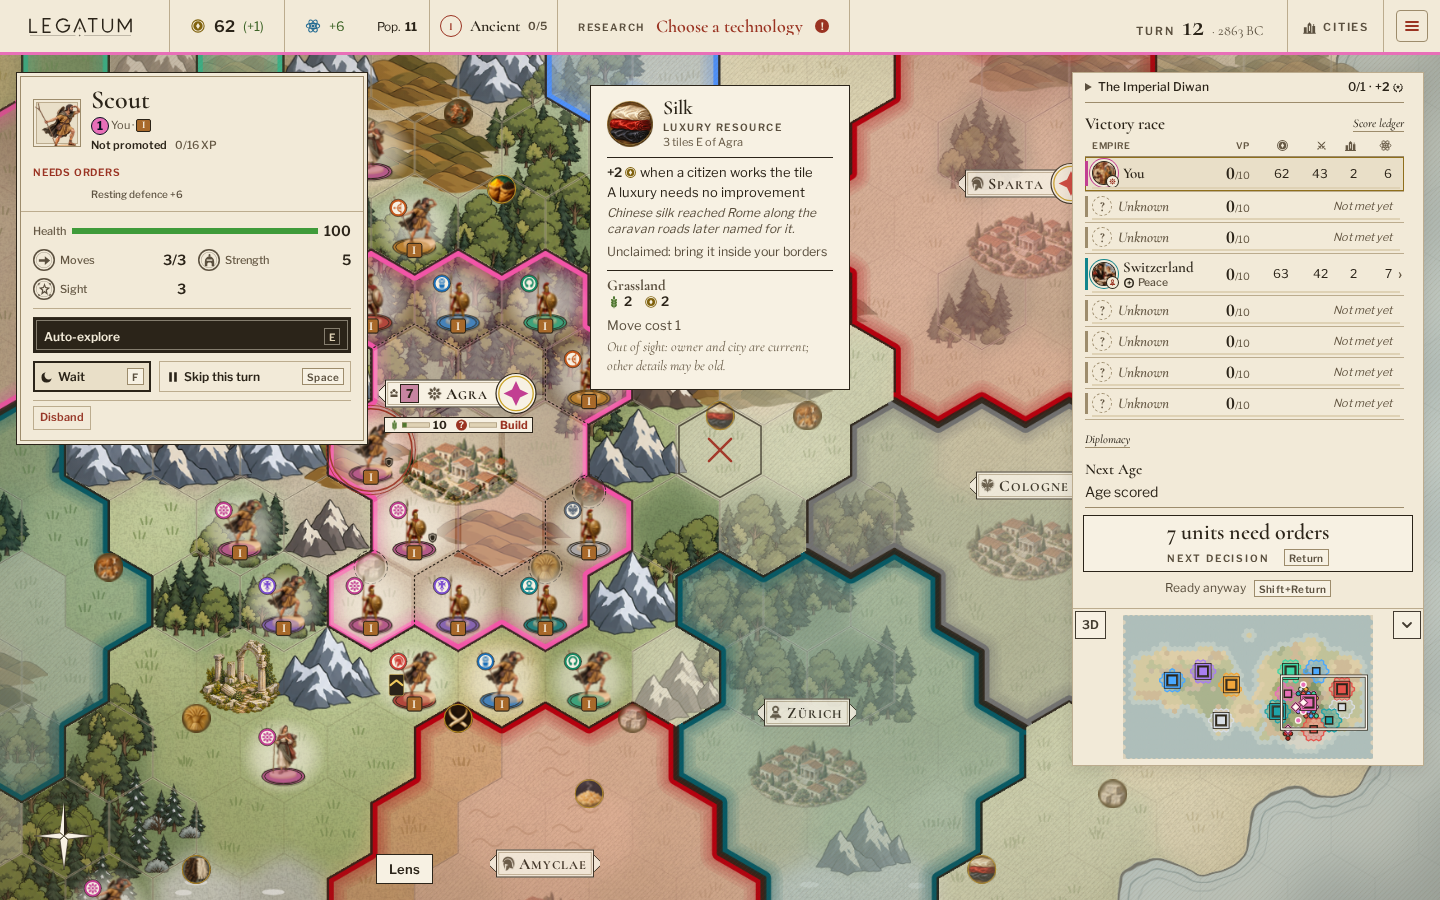 LEGATUM
62 (+1)
+6
Pop. 11
I Ancient 0/5
RESEARCH Choose a technology !
TURN 12 · 2863 BC
CITIES
Scout
1 You · I
Not promoted 0/16 XP
NEEDS ORDERS
Resting defence +6
Health 100
Moves 3/3 Strength 5
Sight 3
Auto-explore E
Wait F Skip this turn Space
Disband
Silk
LUXURY RESOURCE
3 tiles E of Agra
+2 when a citizen works the tile
A luxury needs no improvement
Chinese silk reached Rome along the
caravan roads later named for it.
Unclaimed: bring it inside your borders
Grassland
2 2
Move cost 1
Out of sight: owner and city are current;
other details may be old.
7 AGRA
10 ? Build
SPARTA
COLOGNE
ZÜRICH
AMYCLAE
Lens
The Imperial Diwan 0/1 · +2
Victory race Score ledger
EMPIRE VP
You 0/10 62 43 2 6
? Unknown 0/10 Not met yet
? Unknown 0/10 Not met yet
Switzerland 0/10 63 42 2 7 ›
Peace
? Unknown 0/10 Not met yet
? Unknown 0/10 Not met yet
? Unknown 0/10 Not met yet
? Unknown 0/10 Not met yet
Diplomacy
Next Age
Age scored
7 units need orders
NEXT DECISION Return
Ready anyway Shift+Return
3D